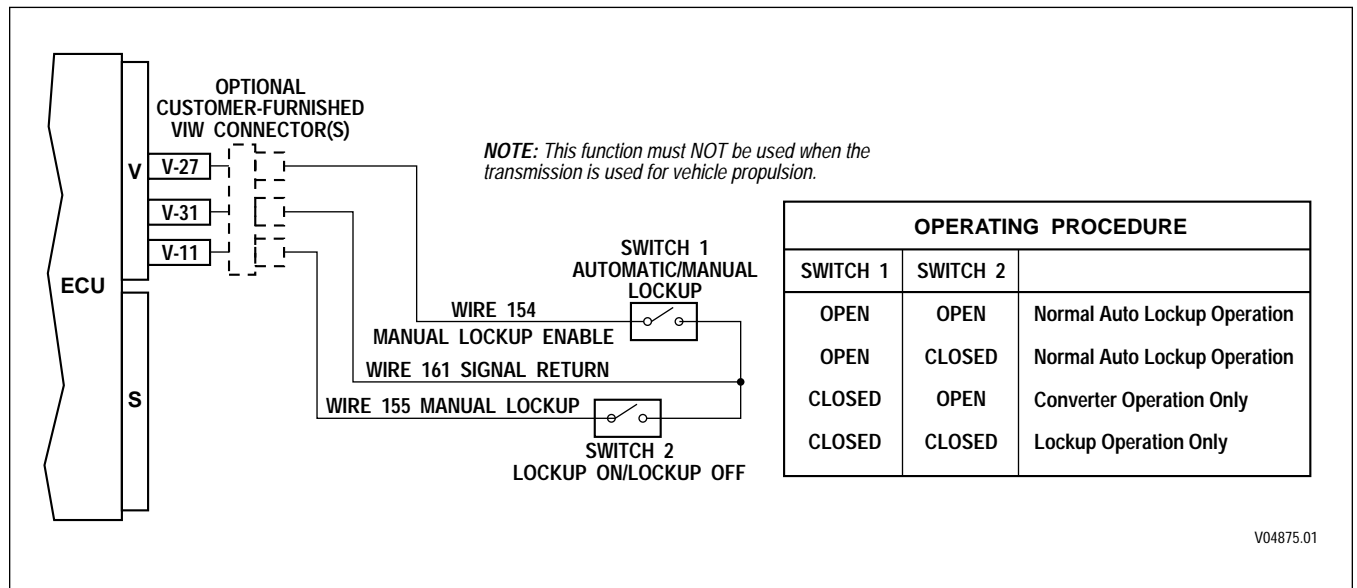 OPTIONAL
CUSTOMER-FURNISHED
VIW CONNECTOR(S)
V
V-27
V-31
V-11
ECU
S
NOTE: This function must NOT be used when the
transmission is used for vehicle propulsion.
SWITCH 1
AUTOMATIC/MANUAL
LOCKUP
WIRE 154
MANUAL LOCKUP ENABLE
WIRE 161 SIGNAL RETURN
WIRE 155 MANUAL LOCKUP
SWITCH 2
LOCKUP ON/LOCKUP OFF
OPERATING PROCEDURE
SWITCH 1 SWITCH 2
OPEN OPEN Normal Auto Lockup Operation
OPEN CLOSED Normal Auto Lockup Operation
CLOSED OPEN Converter Operation Only
CLOSED CLOSED Lockup Operation Only
V04875.01